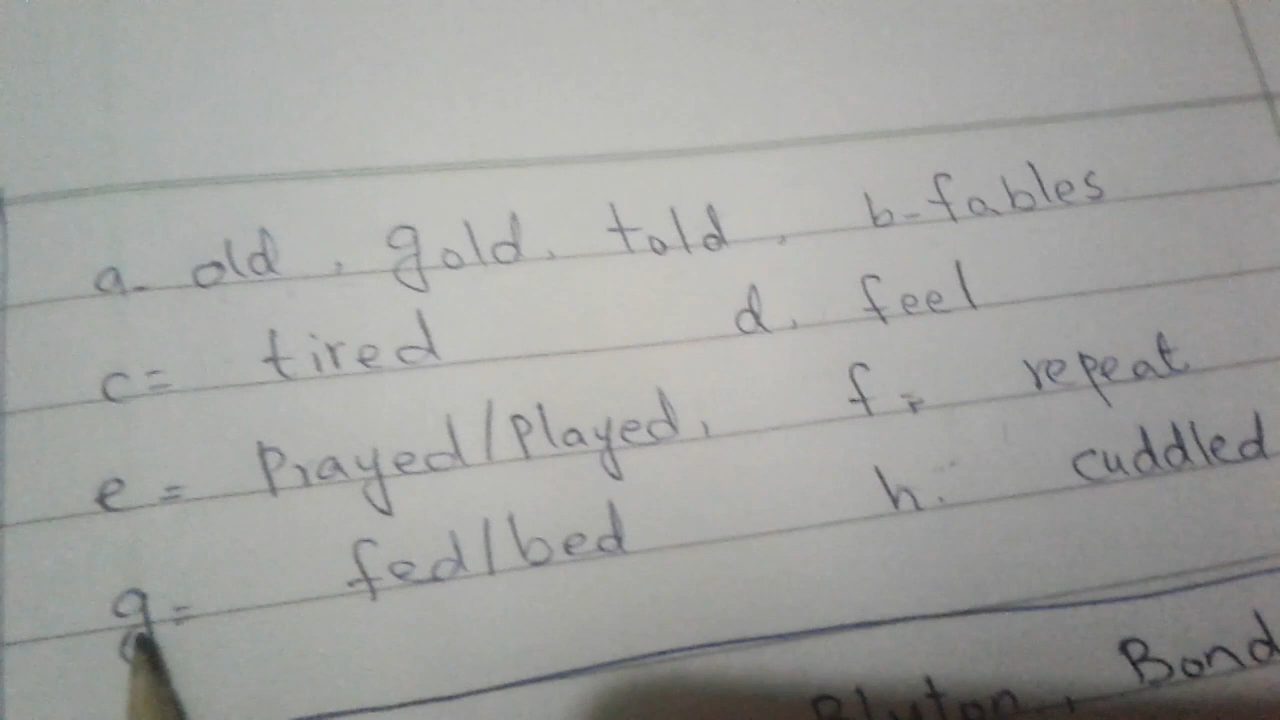 a- old, gold, told, b-fables
c= tired d, feel
e = Prayed/Played, f= repeat
g= fed/bed h. cuddled
Bond